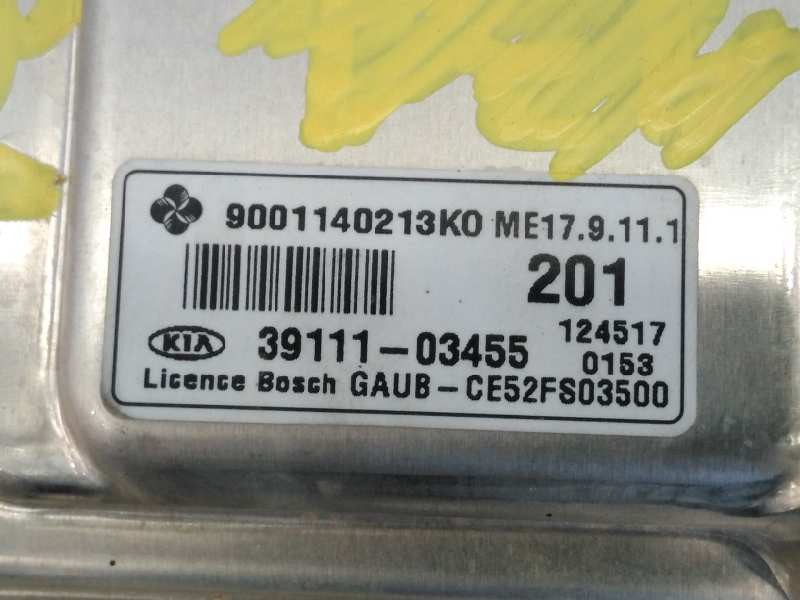 9001140213KO ME17.9.11.1
201
KIA 39111-03455
124517
0153
Licence Bosch GAUB-CE52FS03500